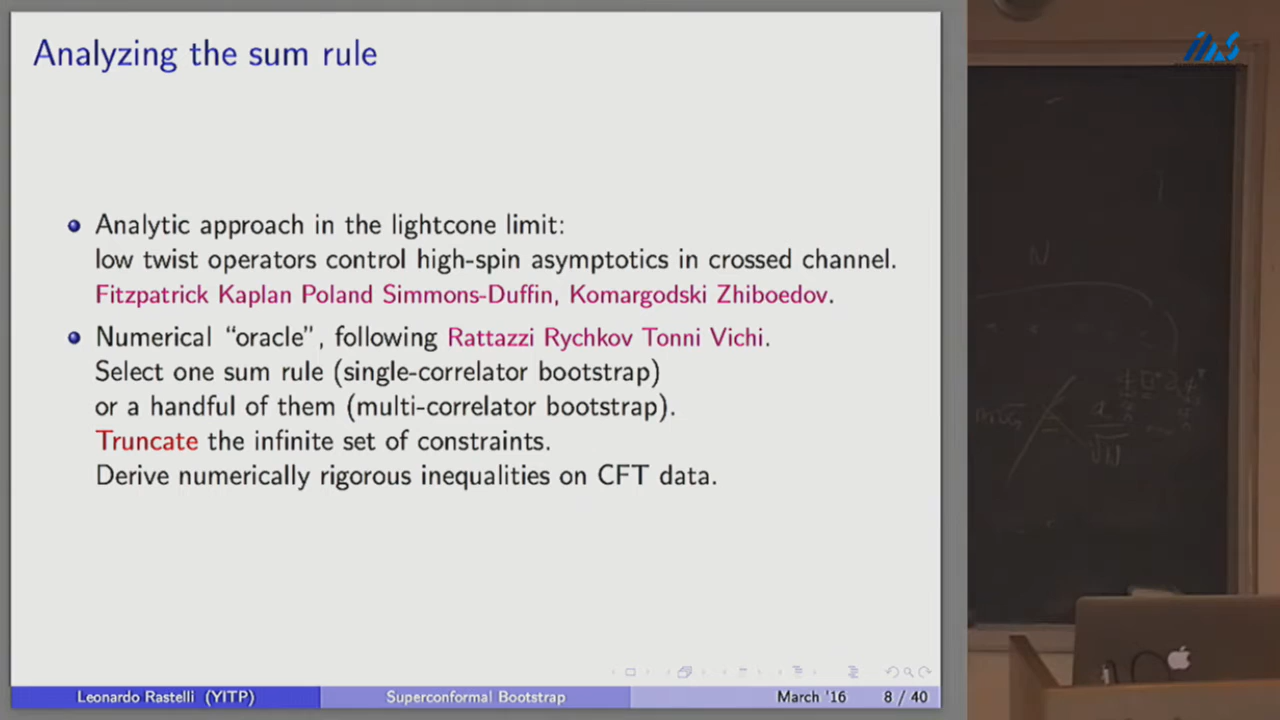 Analyzing the sum rule
Analytic approach in the lightcone limit:
low twist operators control high-spin asymptotics in crossed channel.
Fitzpatrick Kaplan Poland Simmons-Duffin, Komargodski Zhiboedov.
Numerical “oracle”, following Rattazzi Rychkov Tonni Vichi.
Select one sum rule (single-correlator bootstrap)
or a handful of them (multi-correlator bootstrap).
Truncate the infinite set of constraints.
Derive numerically rigorous inequalities on CFT data.
Leonardo Rastelli (YITP) Superconformal Bootstrap March '16 8 / 40
N